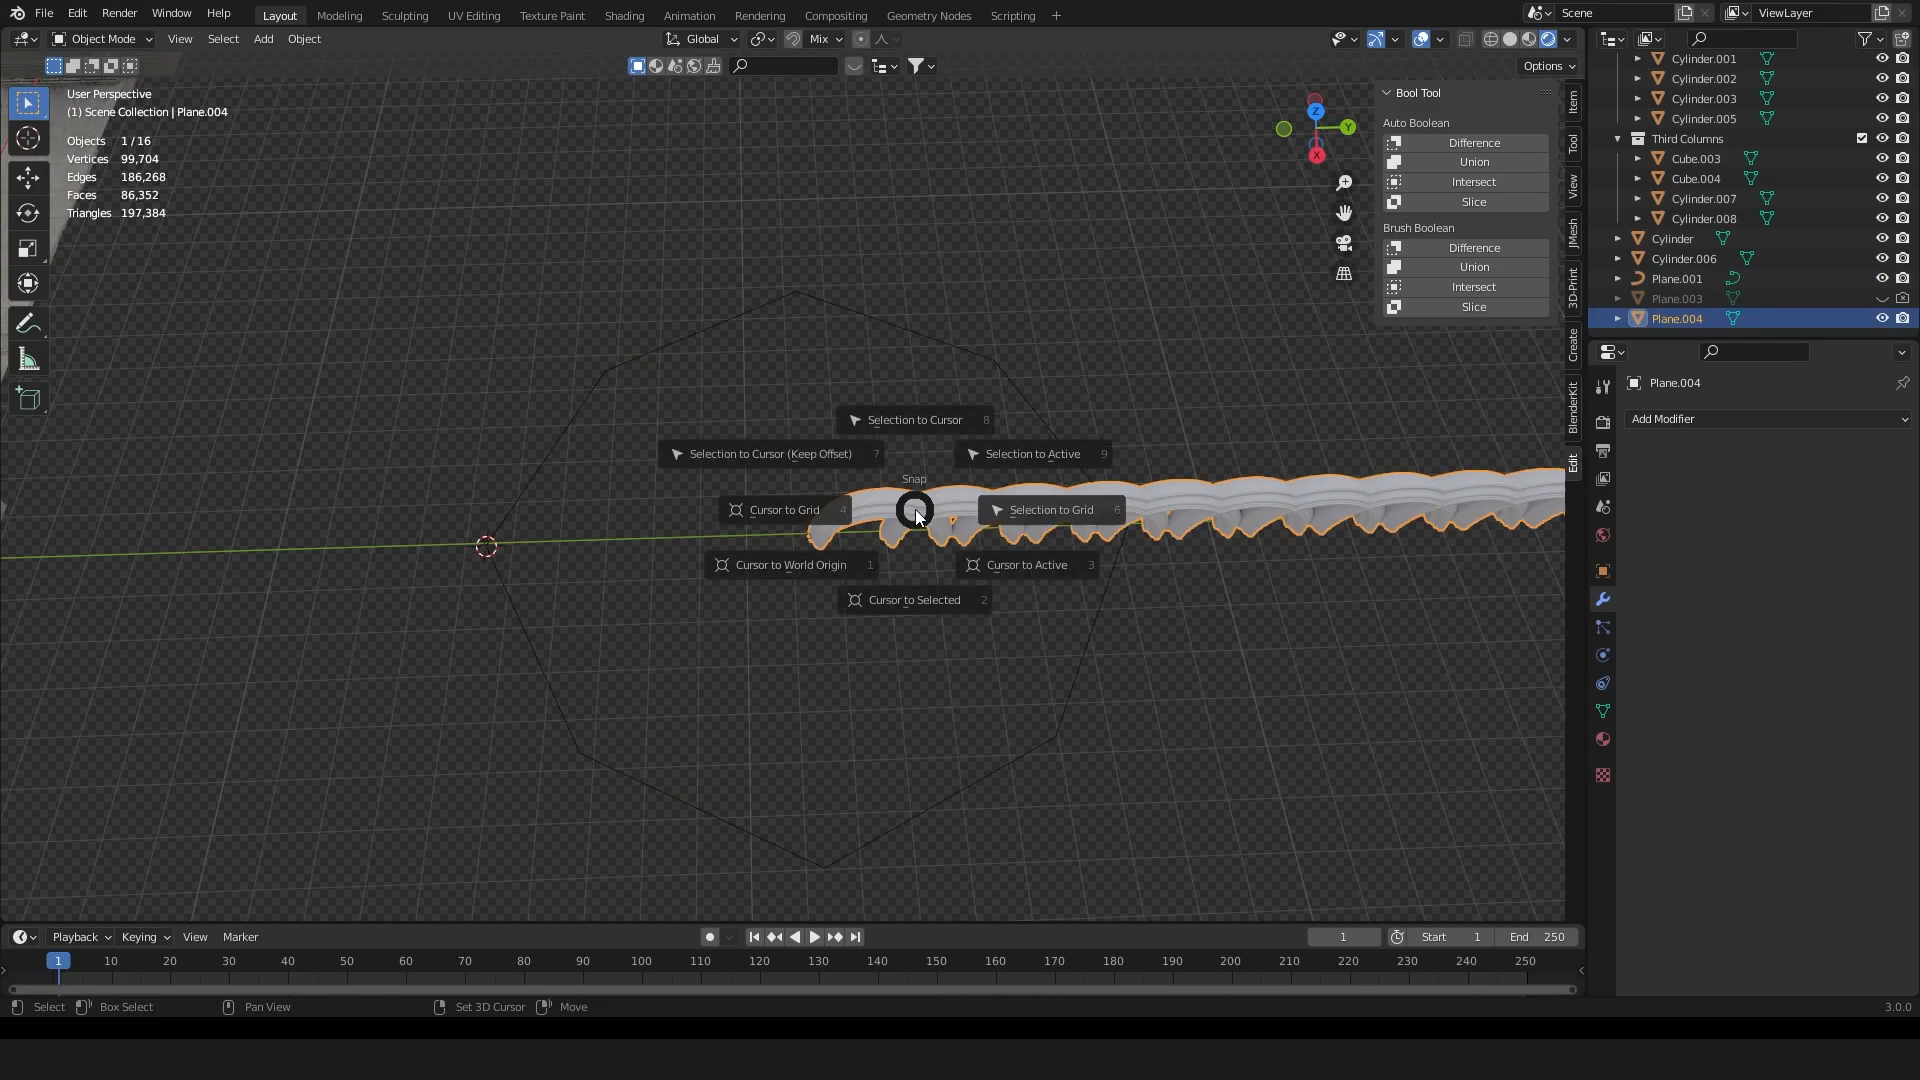 File Edit Render Window Help Layout Modeling Sculpting UV Editing Texture Paint Shading Animation Rendering Compositing Geometry Nodes Scripting + Scene ViewLayer
Object Mode View Select Add Object Global Mix
Options
User Perspective
(1) Scene Collection | Plane.004
Objects 1 / 16
Vertices 99,704
Edges 186,268
Faces 86,352
Triangles 197,384
Z
Y
X
Bool Tool
Auto Boolean
Difference
Union
Intersect
Slice
Brush Boolean
Difference
Union
Intersect
Slice
Item
Tool
View
JMesh
3D-Print
Create
BlenderKit
Edit
Cylinder.001
Cylinder.002
Cylinder.003
Cylinder.005
Third Columns
Cube.003
Cube.004
Cylinder.007
Cylinder.008
Cylinder
Cylinder.006
Plane.001
Plane.003
Plane.004
Plane.004
Add Modifier
Selection to Cursor 8
Selection to Cursor (Keep Offset) 7
Selection to Active 9
Snap
Cursor to Grid 4
Selection to Grid 6
Cursor to World Origin 1
Cursor to Active 3
Cursor to Selected 2
Playback Keying View Marker 1 Start 1 End 250
1 10 20 30 40 50 60 70 80 90 100 110 120 130 140 150 160 170 180 190 200 210 220 230 240 250
Select Box Select Pan View Set 3D Cursor Move 3.0.0